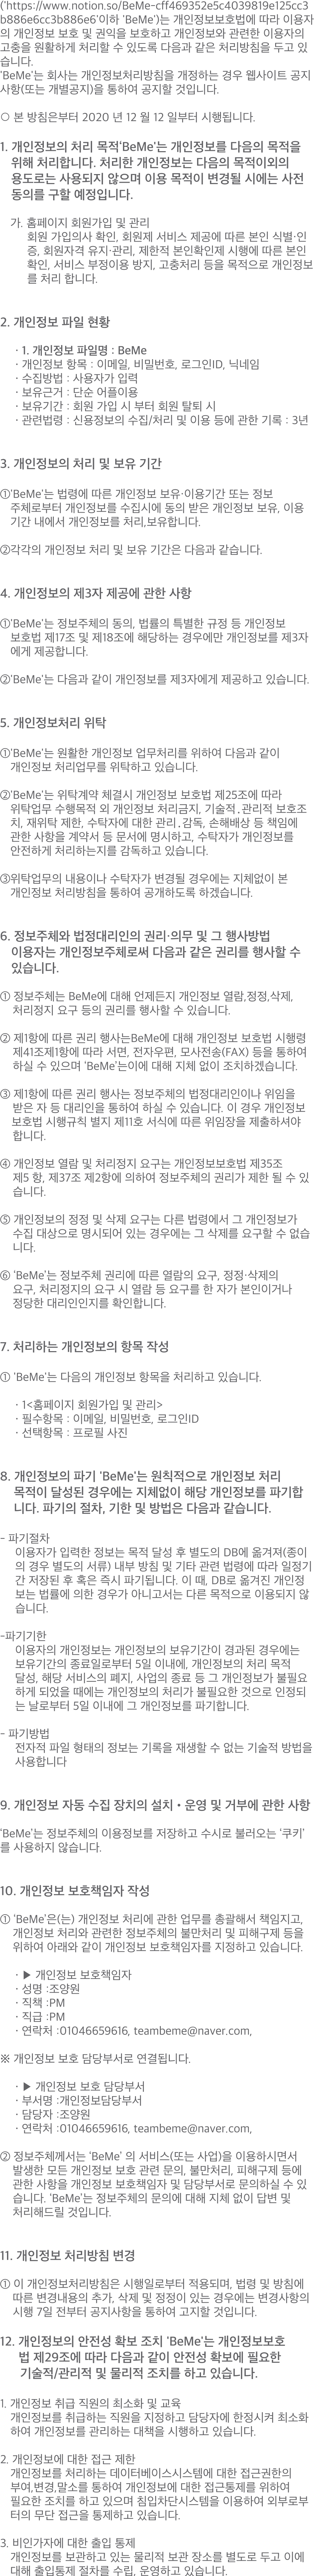 ('https://www.notion.so/BeMe-cff469352e5c4039819e125cc3
b886e6cc3b886e6'이하 'BeMe')는 개인정보보호법에 따라 이용자
의 개인정보 보호 및 권익을 보호하고 개인정보와 관련한 이용자의
고충을 원활하게 처리할 수 있도록 다음과 같은 처리방침을 두고 있
습니다.
'BeMe'는 회사는 개인정보처리방침을 개정하는 경우 웹사이트 공지
사항(또는 개별공지)을 통하여 공지할 것입니다.
○ 본 방침은부터 2020 년 12 월 12 일부터 시행됩니다.
1. 개인정보의 처리 목적'BeMe'는 개인정보를 다음의 목적을
위해 처리합니다. 처리한 개인정보는 다음의 목적이외의
용도로는 사용되지 않으며 이용 목적이 변경될 시에는 사전
동의를 구할 예정입니다.
가. 홈페이지 회원가입 및 관리
회원 가입의사 확인, 회원제 서비스 제공에 따른 본인 식별·인
증, 회원자격 유지·관리, 제한적 본인확인제 시행에 따른 본인
확인, 서비스 부정이용 방지, 고충처리 등을 목적으로 개인정보
를 처리 합니다.
2. 개인정보 파일 현황
· 1. 개인정보 파일명 : BeMe
· 개인정보 항목 : 이메일, 비밀번호, 로그인ID, 닉네임
· 수집방법 : 사용자가 입력
· 보유근거 : 단순 어플이용
· 보유기간 : 회원 가입 시 부터 회원 탈퇴 시
· 관련법령 : 신용정보의 수집/처리 및 이용 등에 관한 기록 : 3년
3. 개인정보의 처리 및 보유 기간
①'BeMe'는 법령에 따른 개인정보 보유·이용기간 또는 정보
주체로부터 개인정보를 수집시에 동의 받은 개인정보 보유, 이용
기간 내에서 개인정보를 처리,보유합니다.
②각각의 개인정보 처리 및 보유 기간은 다음과 같습니다.
4. 개인정보의 제3자 제공에 관한 사항
①'BeMe'는 정보주체의 동의, 법률의 특별한 규정 등 개인정보
보호법 제17조 및 제18조에 해당하는 경우에만 개인정보를 제3자
에게 제공합니다.
②'BeMe'는 다음과 같이 개인정보를 제3자에게 제공하고 있습니다.
5. 개인정보처리 위탁
①'BeMe'는 원활한 개인정보 업무처리를 위하여 다음과 같이
개인정보 처리업무를 위탁하고 있습니다.
②'BeMe'는 위탁계약 체결시 개인정보 보호법 제25조에 따라
위탁업무 수행목적 외 개인정보 처리금지, 기술적․관리적 보호조
치, 재위탁 제한, 수탁자에 대한 관리․감독, 손해배상 등 책임에
관한 사항을 계약서 등 문서에 명시하고, 수탁자가 개인정보를
안전하게 처리하는지를 감독하고 있습니다.
③위탁업무의 내용이나 수탁자가 변경될 경우에는 지체없이 본
개인정보 처리방침을 통하여 공개하도록 하겠습니다.
6. 정보주체와 법정대리인의 권리·의무 및 그 행사방법
이용자는 개인정보주체로써 다음과 같은 권리를 행사할 수
있습니다.
① 정보주체는 BeMe에 대해 언제든지 개인정보 열람,정정,삭제,
처리정지 요구 등의 권리를 행사할 수 있습니다.
② 제1항에 따른 권리 행사는BeMe에 대해 개인정보 보호법 시행령
제41조제1항에 따라 서면, 전자우편, 모사전송(FAX) 등을 통하여
하실 수 있으며 'BeMe'는이에 대해 지체 없이 조치하겠습니다.
③ 제1항에 따른 권리 행사는 정보주체의 법정대리인이나 위임을
받은 자 등 대리인을 통하여 하실 수 있습니다. 이 경우 개인정보
보호법 시행규칙 별지 제11호 서식에 따른 위임장을 제출하셔야
합니다.
④ 개인정보 열람 및 처리정지 요구는 개인정보보호법 제35조
제5 항, 제37조 제2항에 의하여 정보주체의 권리가 제한 될 수 있
습니다.
⑤ 개인정보의 정정 및 삭제 요구는 다른 법령에서 그 개인정보가
수집 대상으로 명시되어 있는 경우에는 그 삭제를 요구할 수 없습
니다.
⑥ 'BeMe'는 정보주체 권리에 따른 열람의 요구, 정정·삭제의
요구, 처리정지의 요구 시 열람 등 요구를 한 자가 본인이거나
정당한 대리인인지를 확인합니다.
7. 처리하는 개인정보의 항목 작성
① 'BeMe'는 다음의 개인정보 항목을 처리하고 있습니다.
· 1<홈페이지 회원가입 및 관리>
· 필수항목 : 이메일, 비밀번호, 로그인ID
· 선택항목 : 프로필 사진
8. 개인정보의 파기 'BeMe'는 원칙적으로 개인정보 처리
목적이 달성된 경우에는 지체없이 해당 개인정보를 파기합
니다. 파기의 절차, 기한 및 방법은 다음과 같습니다.
- 파기절차
이용자가 입력한 정보는 목적 달성 후 별도의 DB에 옮겨져(종이
의 경우 별도의 서류) 내부 방침 및 기타 관련 법령에 따라 일정기
간 저장된 후 혹은 즉시 파기됩니다. 이 때, DB로 옮겨진 개인정
보는 법률에 의한 경우가 아니고서는 다른 목적으로 이용되지 않
습니다.
-파기기한
이용자의 개인정보는 개인정보의 보유기간이 경과된 경우에는
보유기간의 종료일로부터 5일 이내에, 개인정보의 처리 목적
달성, 해당 서비스의 폐지, 사업의 종료 등 그 개인정보가 불필요
하게 되었을 때에는 개인정보의 처리가 불필요한 것으로 인정되
는 날로부터 5일 이내에 그 개인정보를 파기합니다.
- 파기방법
전자적 파일 형태의 정보는 기록을 재생할 수 없는 기술적 방법을
사용합니다
9. 개인정보 자동 수집 장치의 설치•운영 및 거부에 관한 사항
'BeMe'는 정보주체의 이용정보를 저장하고 수시로 불러오는 '쿠키'
를 사용하지 않습니다.
10. 개인정보 보호책임자 작성
① 'BeMe'은(는) 개인정보 처리에 관한 업무를 총괄해서 책임지고,
개인정보 처리와 관련한 정보주체의 불만처리 및 피해구제 등을
위하여 아래와 같이 개인정보 보호책임자를 지정하고 있습니다.
· ▶ 개인정보 보호책임자
· 성명 :조양원
· 직책 :PM
· 직급 :PM
· 연락처 :01046659616, teambeme@naver.com,
※ 개인정보 보호 담당부서로 연결됩니다.
· ▶ 개인정보 보호 담당부서
· 부서명 :개인정보담당부서
· 담당자 :조양원
· 연락처 :01046659616, teambeme@naver.com,
② 정보주체께서는 'BeMe' 의 서비스(또는 사업)을 이용하시면서
발생한 모든 개인정보 보호 관련 문의, 불만처리, 피해구제 등에
관한 사항을 개인정보 보호책임자 및 담당부서로 문의하실 수 있
습니다. 'BeMe'는 정보주체의 문의에 대해 지체 없이 답변 및
처리해드릴 것입니다.
11. 개인정보 처리방침 변경
① 이 개인정보처리방침은 시행일로부터 적용되며, 법령 및 방침에
따른 변경내용의 추가, 삭제 및 정정이 있는 경우에는 변경사항의
시행 7일 전부터 공지사항을 통하여 고지할 것입니다.
12. 개인정보의 안전성 확보 조치 'BeMe'는 개인정보보호
법 제29조에 따라 다음과 같이 안전성 확보에 필요한
기술적/관리적 및 물리적 조치를 하고 있습니다.
1. 개인정보 취급 직원의 최소화 및 교육
개인정보를 취급하는 직원을 지정하고 담당자에 한정시켜 최소화
하여 개인정보를 관리하는 대책을 시행하고 있습니다.
2. 개인정보에 대한 접근 제한
개인정보를 처리하는 데이터베이스시스템에 대한 접근권한의
부여,변경,말소를 통하여 개인정보에 대한 접근통제를 위하여
필요한 조치를 하고 있으며 침입차단시스템을 이용하여 외부로부
터의 무단 접근을 통제하고 있습니다.
3. 비인가자에 대한 출입 통제
개인정보를 보관하고 있는 물리적 보관 장소를 별도로 두고 이에
대해 출입통제 절차를 수립, 운영하고 있습니다.